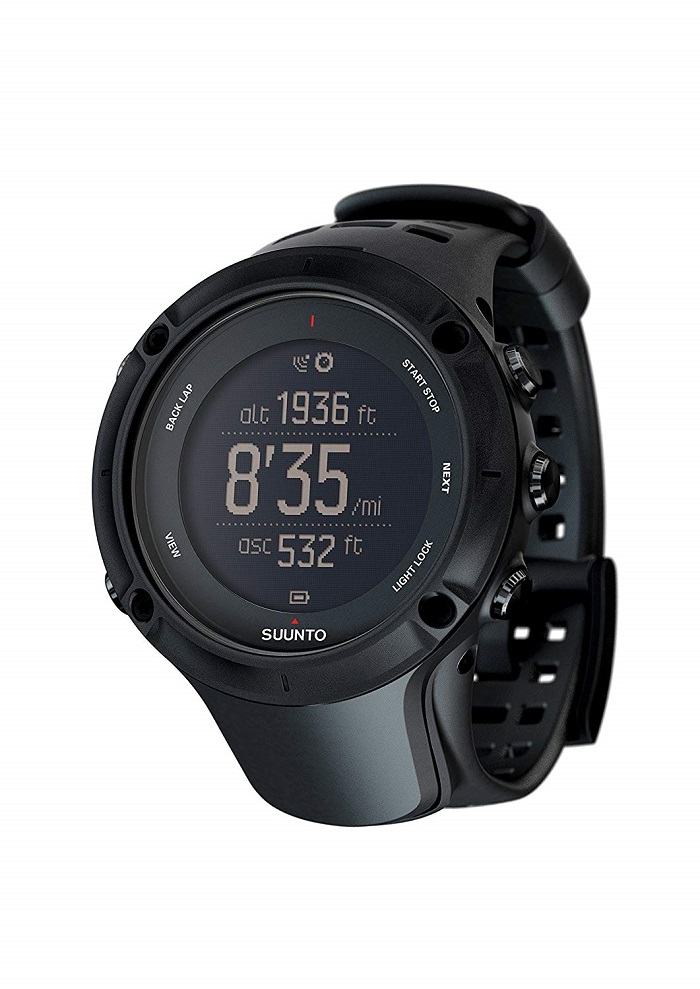 BACK LAP
START STOP
alt 1936 ft
8'35 /mi
NEXT
asc 532 ft
VIEW
LIGHT LOCK
SUUNTO